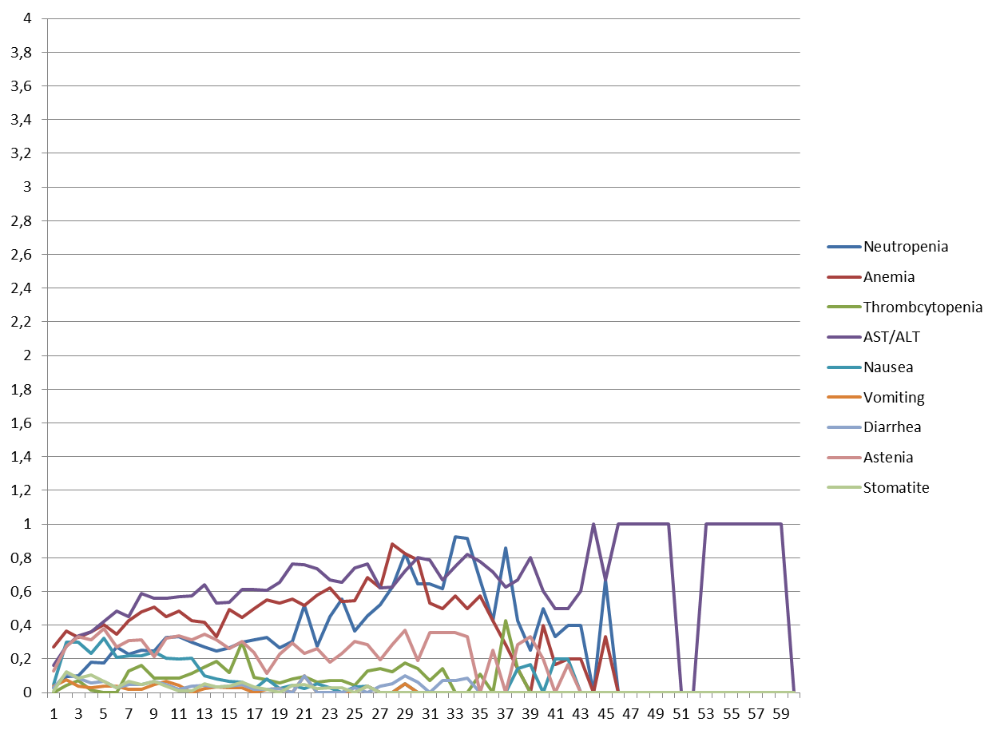 4
3,8
3,6
3,4
3,2
3
2,8
2,6
2,4
2,2
2
1,8
1,6
1,4
1,2
1
0,8
0,6
0,4
0,2
0
1 3 5 7 9 11 13 15 17 19 21 23 25 27 29 31 33 35 37 39 41 43 45 47 49 51 53 55 57 59
Neutropenia
Anemia
Thrombcytopenia
AST/ALT
Nausea
Vomiting
Diarrhea
Astenia
Stomatite